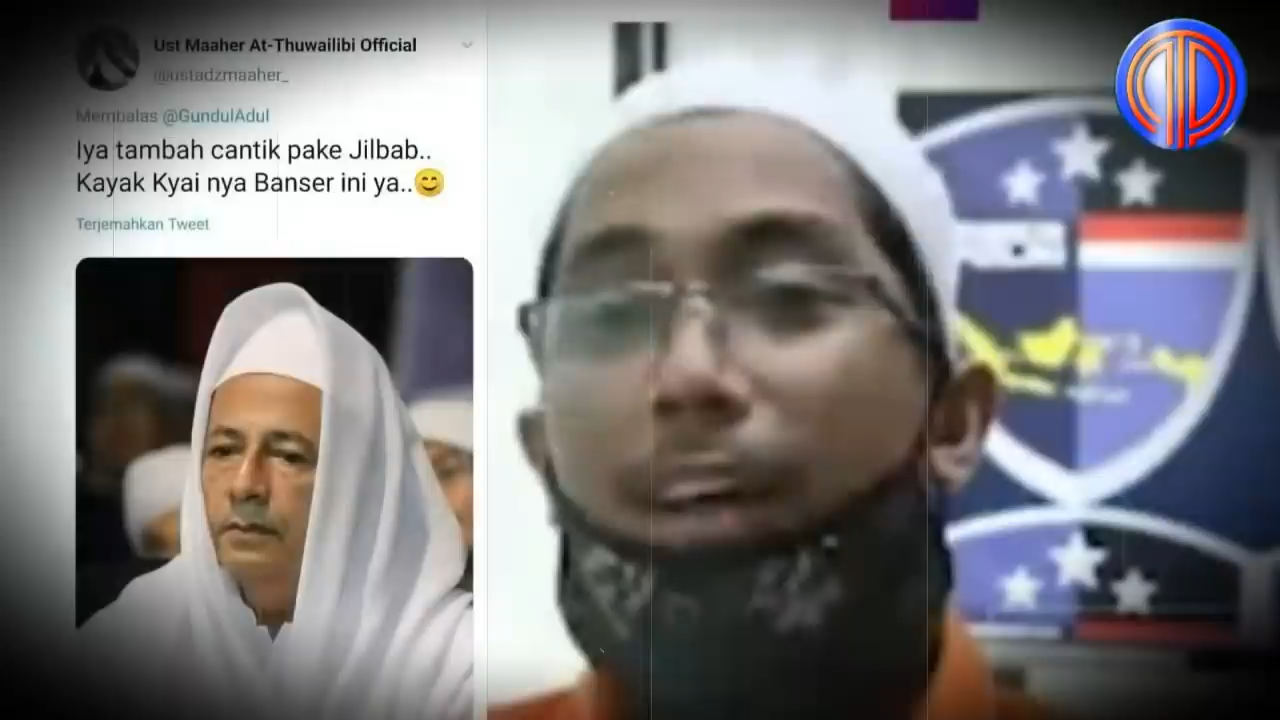 Ust Maaher At-Thuwailibi Official
@ustadzmaaher_
Membalas @GundulAdul
Iya tambah cantik pake Jilbab..
Kayak Kyai nya Banser ini ya..😊
Terjemahkan Tweet